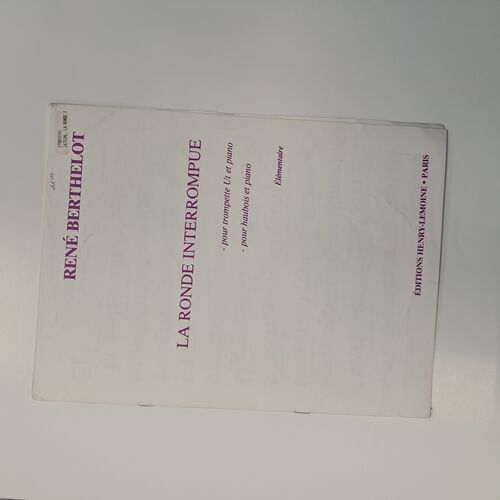 RENÉ BERTHELOT
LA RONDE INTERROMPUE
- pour trompette Ut et piano
- pour hautbois et piano
Élémentaire
ÉDITIONS HENRY-LEMOINE • PARIS